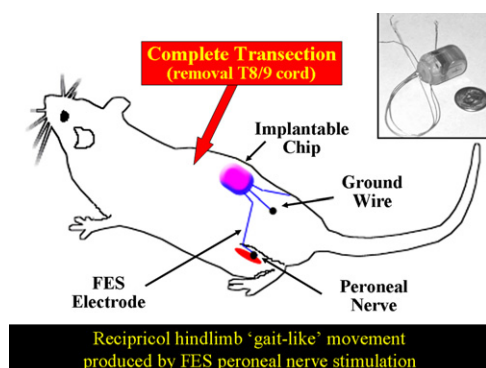 Complete Transection
(removal T8/9 cord)
Implantable
Chip
Ground
Wire
FES
Electrode
Peroneal
Nerve
Recipricol hindlimb ‘gait-like’ movement
produced by FES peroneal nerve stimulation